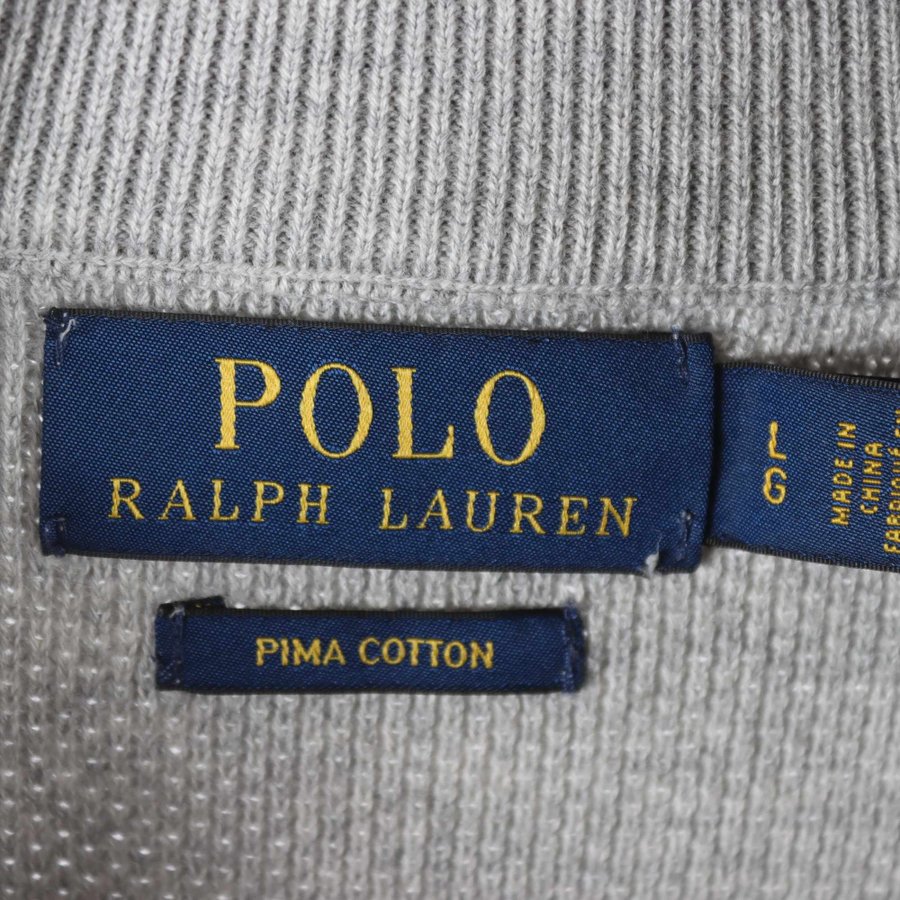 POLO
RALPH LAUREN
PIMA COTTON
L
G
MADE IN
CHINA